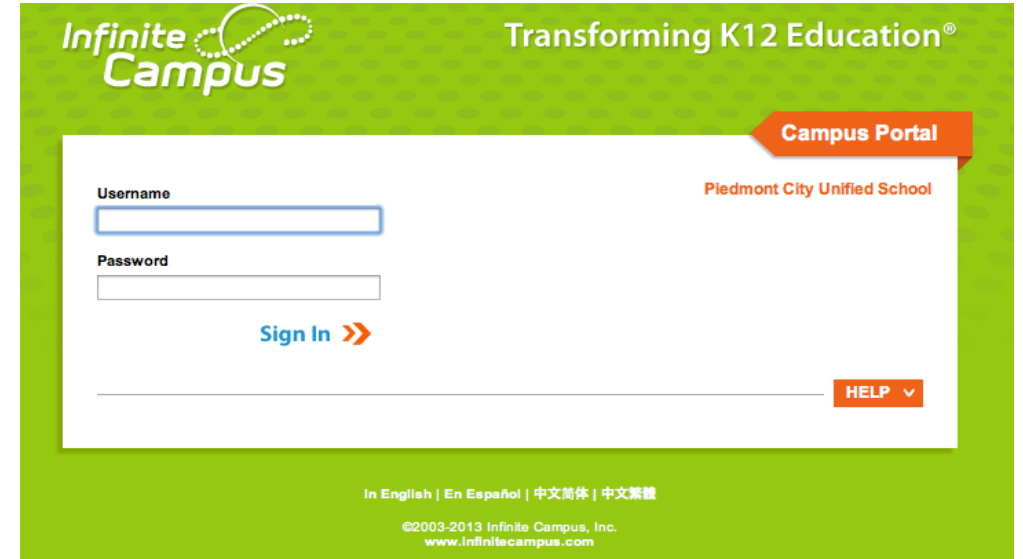 Infinite
Campus
Transforming K12 Education®
Campus Portal
Piedmont City Unified School
Username
Password
Sign In
HELP
In English | En Español | 中文简体 | 中文繁體
©2003-2013 Infinite Campus, Inc.
www.infinitecampus.com